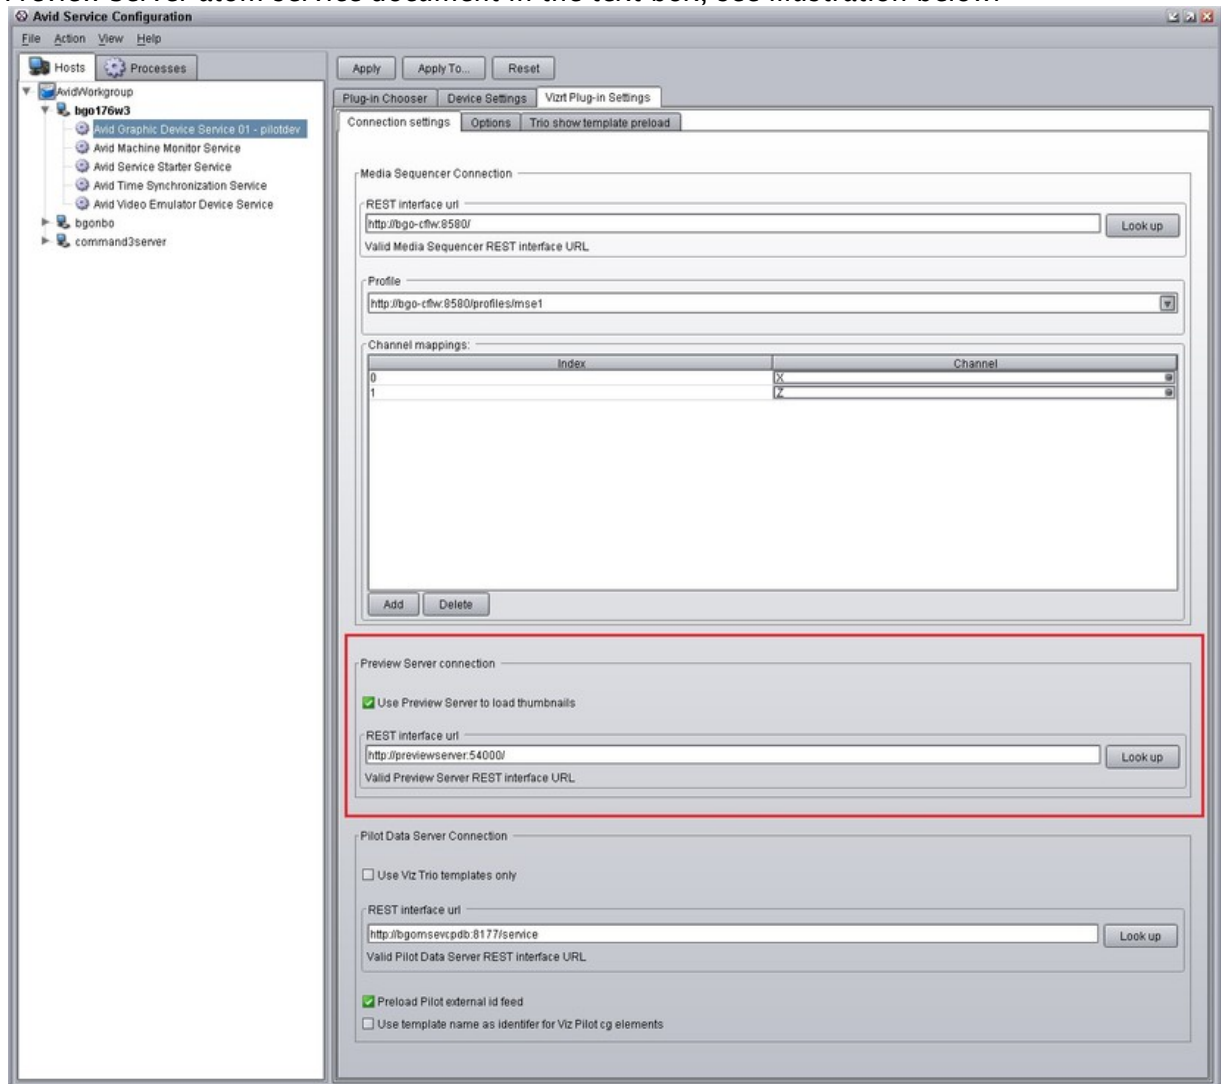 Preview Server atom service document in the text box, see illustration below.
Avid Service Configuration
File Action View Help
Hosts Processes
AvidWorkgroup
bgo176w3
Avid Graphic Device Service 01 - pilotdev
Avid Machine Monitor Service
Avid Service Starter Service
Avid Time Synchronization Service
Avid Video Emulator Device Service
bgonbo
command3server
Apply Apply To... Reset
Plug-in Chooser Device Settings Vizrt Plug-in Settings
Connection settings Options Trio show template preload
Media Sequencer Connection
REST interface url
http://bgo-cflw:8580/ Look up
Valid Media Sequencer REST interface URL
Profile
http://bgo-cflw:8580/profiles/mse1
Channel mappings:
Index Channel
0 X
1 Z
Add Delete
Preview Server connection
Use Preview Server to load thumbnails
REST interface url
http://previewserver:54000/ Look up
Valid Preview Server REST interface URL
Pilot Data Server Connection
Use Viz Trio templates only
REST interface url
http://bgomsevcpdb:8177/service Look up
Valid Pilot Data Server REST interface URL
Preload Pilot external id feed
Use template name as identifer for Viz Pilot cg elements